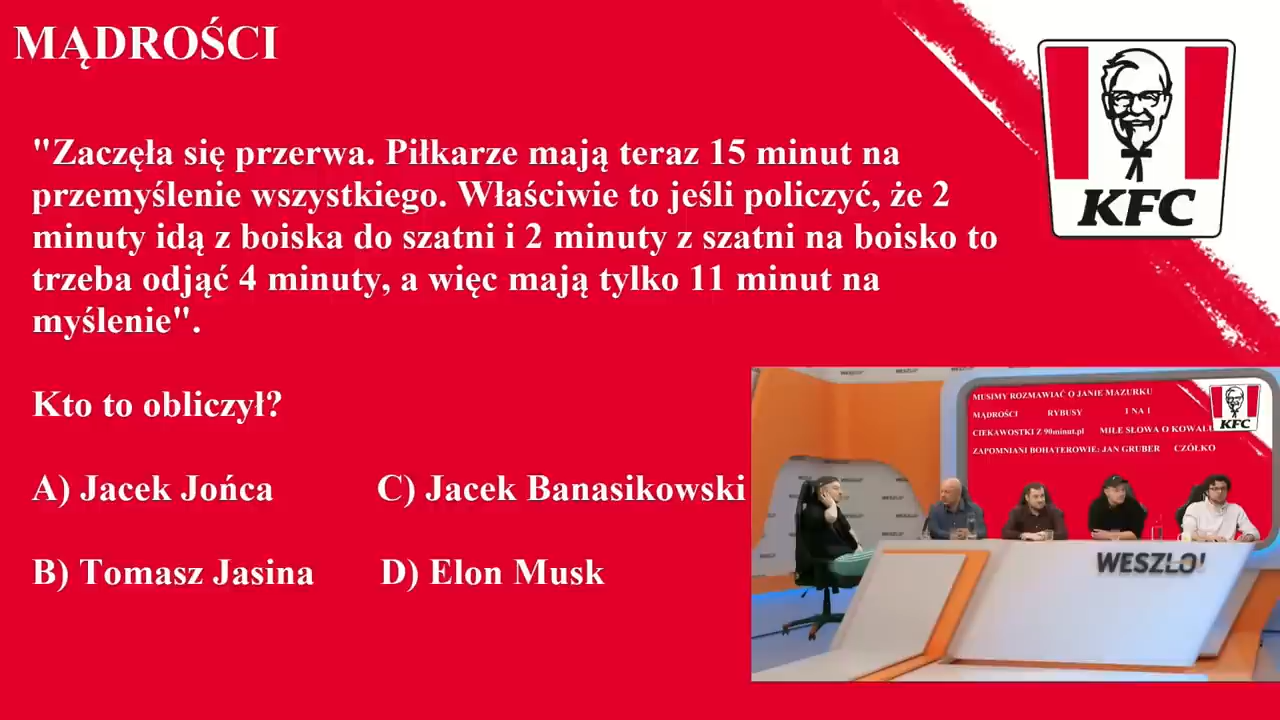 MĄDROŚCI
KFC
"Zaczęła się przerwa. Piłkarze mają teraz 15 minut na
przemyślenie wszystkiego. Właściwie to jeśli policzyć, że 2
minuty idą z boiska do szatni i 2 minuty z szatni na boisko to
trzeba odjąć 4 minuty, a więc mają tylko 11 minut na
myślenie".
Kto to obliczył?
A) Jacek Jońca C) Jacek Banasikowski
B) Tomasz Jasina D) Elon Musk
MUSIMY ROZMAWIAĆ O JANIE MAZURKU
MĄDROŚCI RYBUSY 1 NA 1
CIEKAWOSTKI Z 90minut.pl MIŁE SŁOWA O KOWALU
ZAPOMNIANI BOHATEROWIE: JAN GRUBER CZÓŁKO
KFC
WESZŁO!